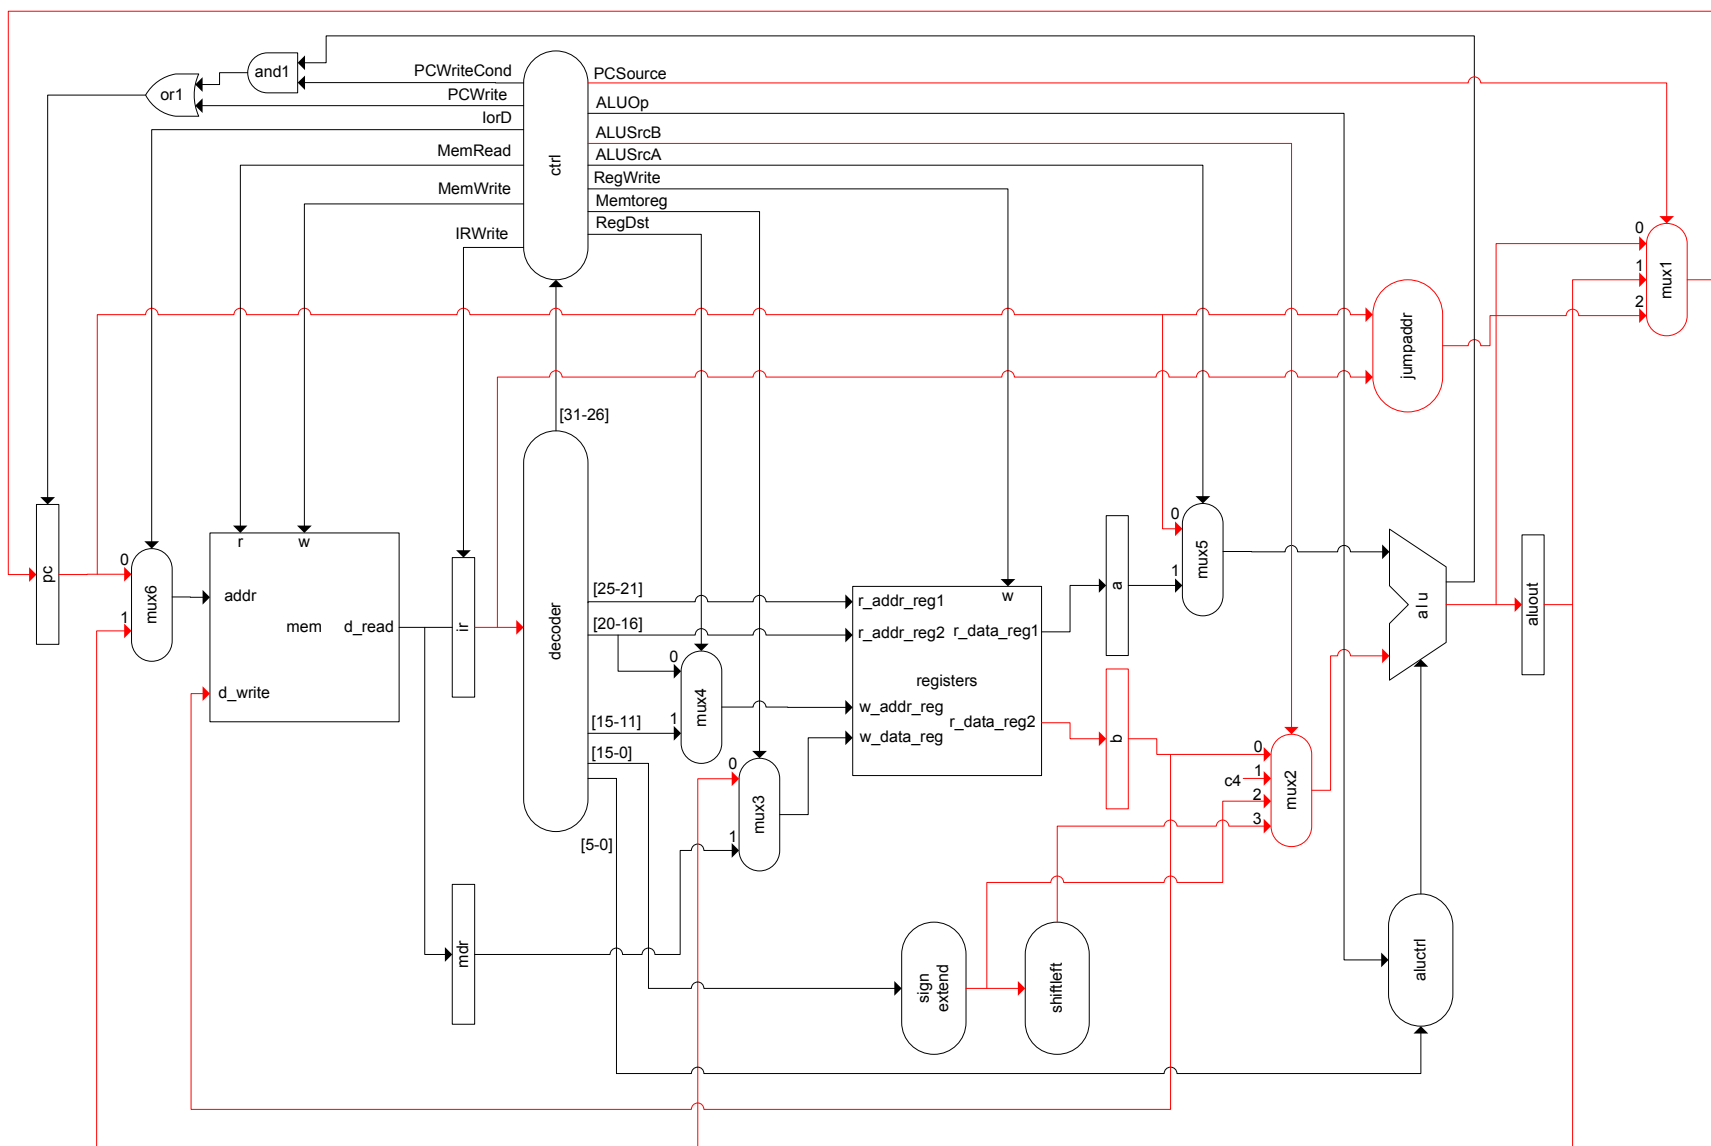 and1
or1
PCWriteCond
PCWrite
IorD
MemRead
MemWrite
IRWrite
ctrl
PCSource
ALUOp
ALUSrcB
ALUSrcA
RegWrite
Memtoreg
RegDst
0
1
2
mux1
jumpaddr
[31-26]
pc
0
1
mux6
r
w
addr
mem
d_read
d_write
ir
decoder
[25-21]
[20-16]
[15-11]
[15-0]
[5-0]
0
1
mux4
0
1
mux3
w
r_addr_reg1
r_addr_reg2
r_data_reg1
registers
w_addr_reg
r_data_reg2
w_data_reg
a
b
0
1
mux5
0
c4
1
2
3
mux2
alu
aluout
mdr
sign
extend
shiftleft
aluctrl